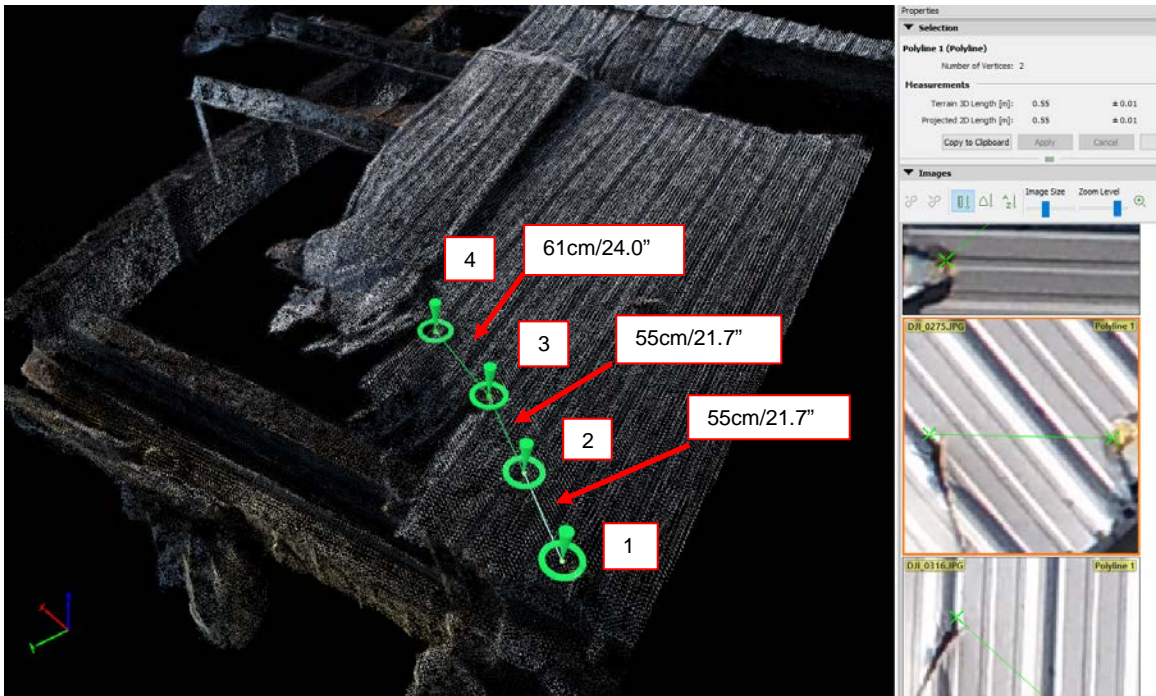 Properties
Selection
Polyline 1 (Polyline)
Number of Vertices: 2
Measurements
Terrain 3D Length [m]: 0.55 ± 0.01
Projected 2D Length [m]: 0.55 ± 0.01
Copy to Clipboard Apply Cancel
Images
Image Size Zoom Level
DJI_0275.JPG Polyline 1
DJI_0316.JPG Polyline 1
4
61cm/24.0”
3
55cm/21.7”
2
55cm/21.7”
1